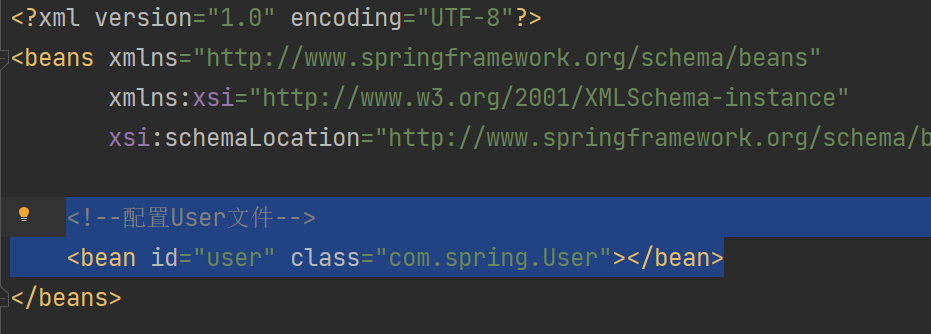 <?xml version="1.0" encoding="UTF-8"?>
<beans xmlns="http://www.springframework.org/schema/beans"
xmlns:xsi="http://www.w3.org/2001/XMLSchema-instance"
xsi:schemaLocation="http://www.springframework.org/schema/b
<!--配置User文件-->
<bean id="user" class="com.spring.User"></bean>
</beans>